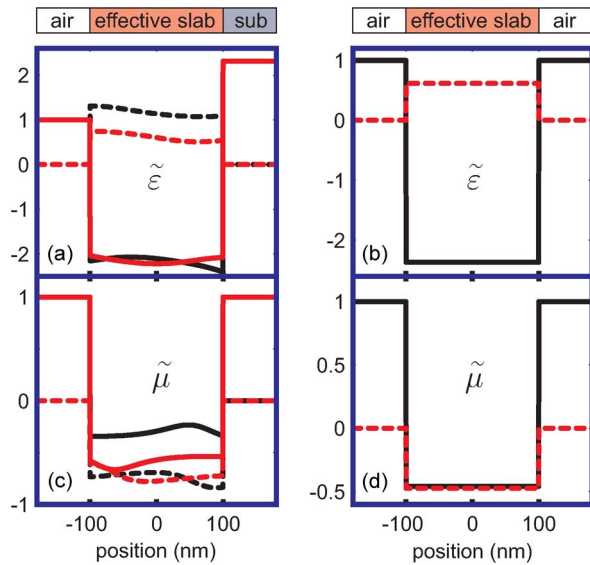 air effective slab sub
air effective slab air
2
1
0
-1
-2
ε̃
(a)
1
0
-1
-2
ε̃
(b)
1
0
-1
μ̃
(c)
-100 0 100
position (nm)
1
0.5
0
-0.5
μ̃
(d)
-100 0 100
position (nm)